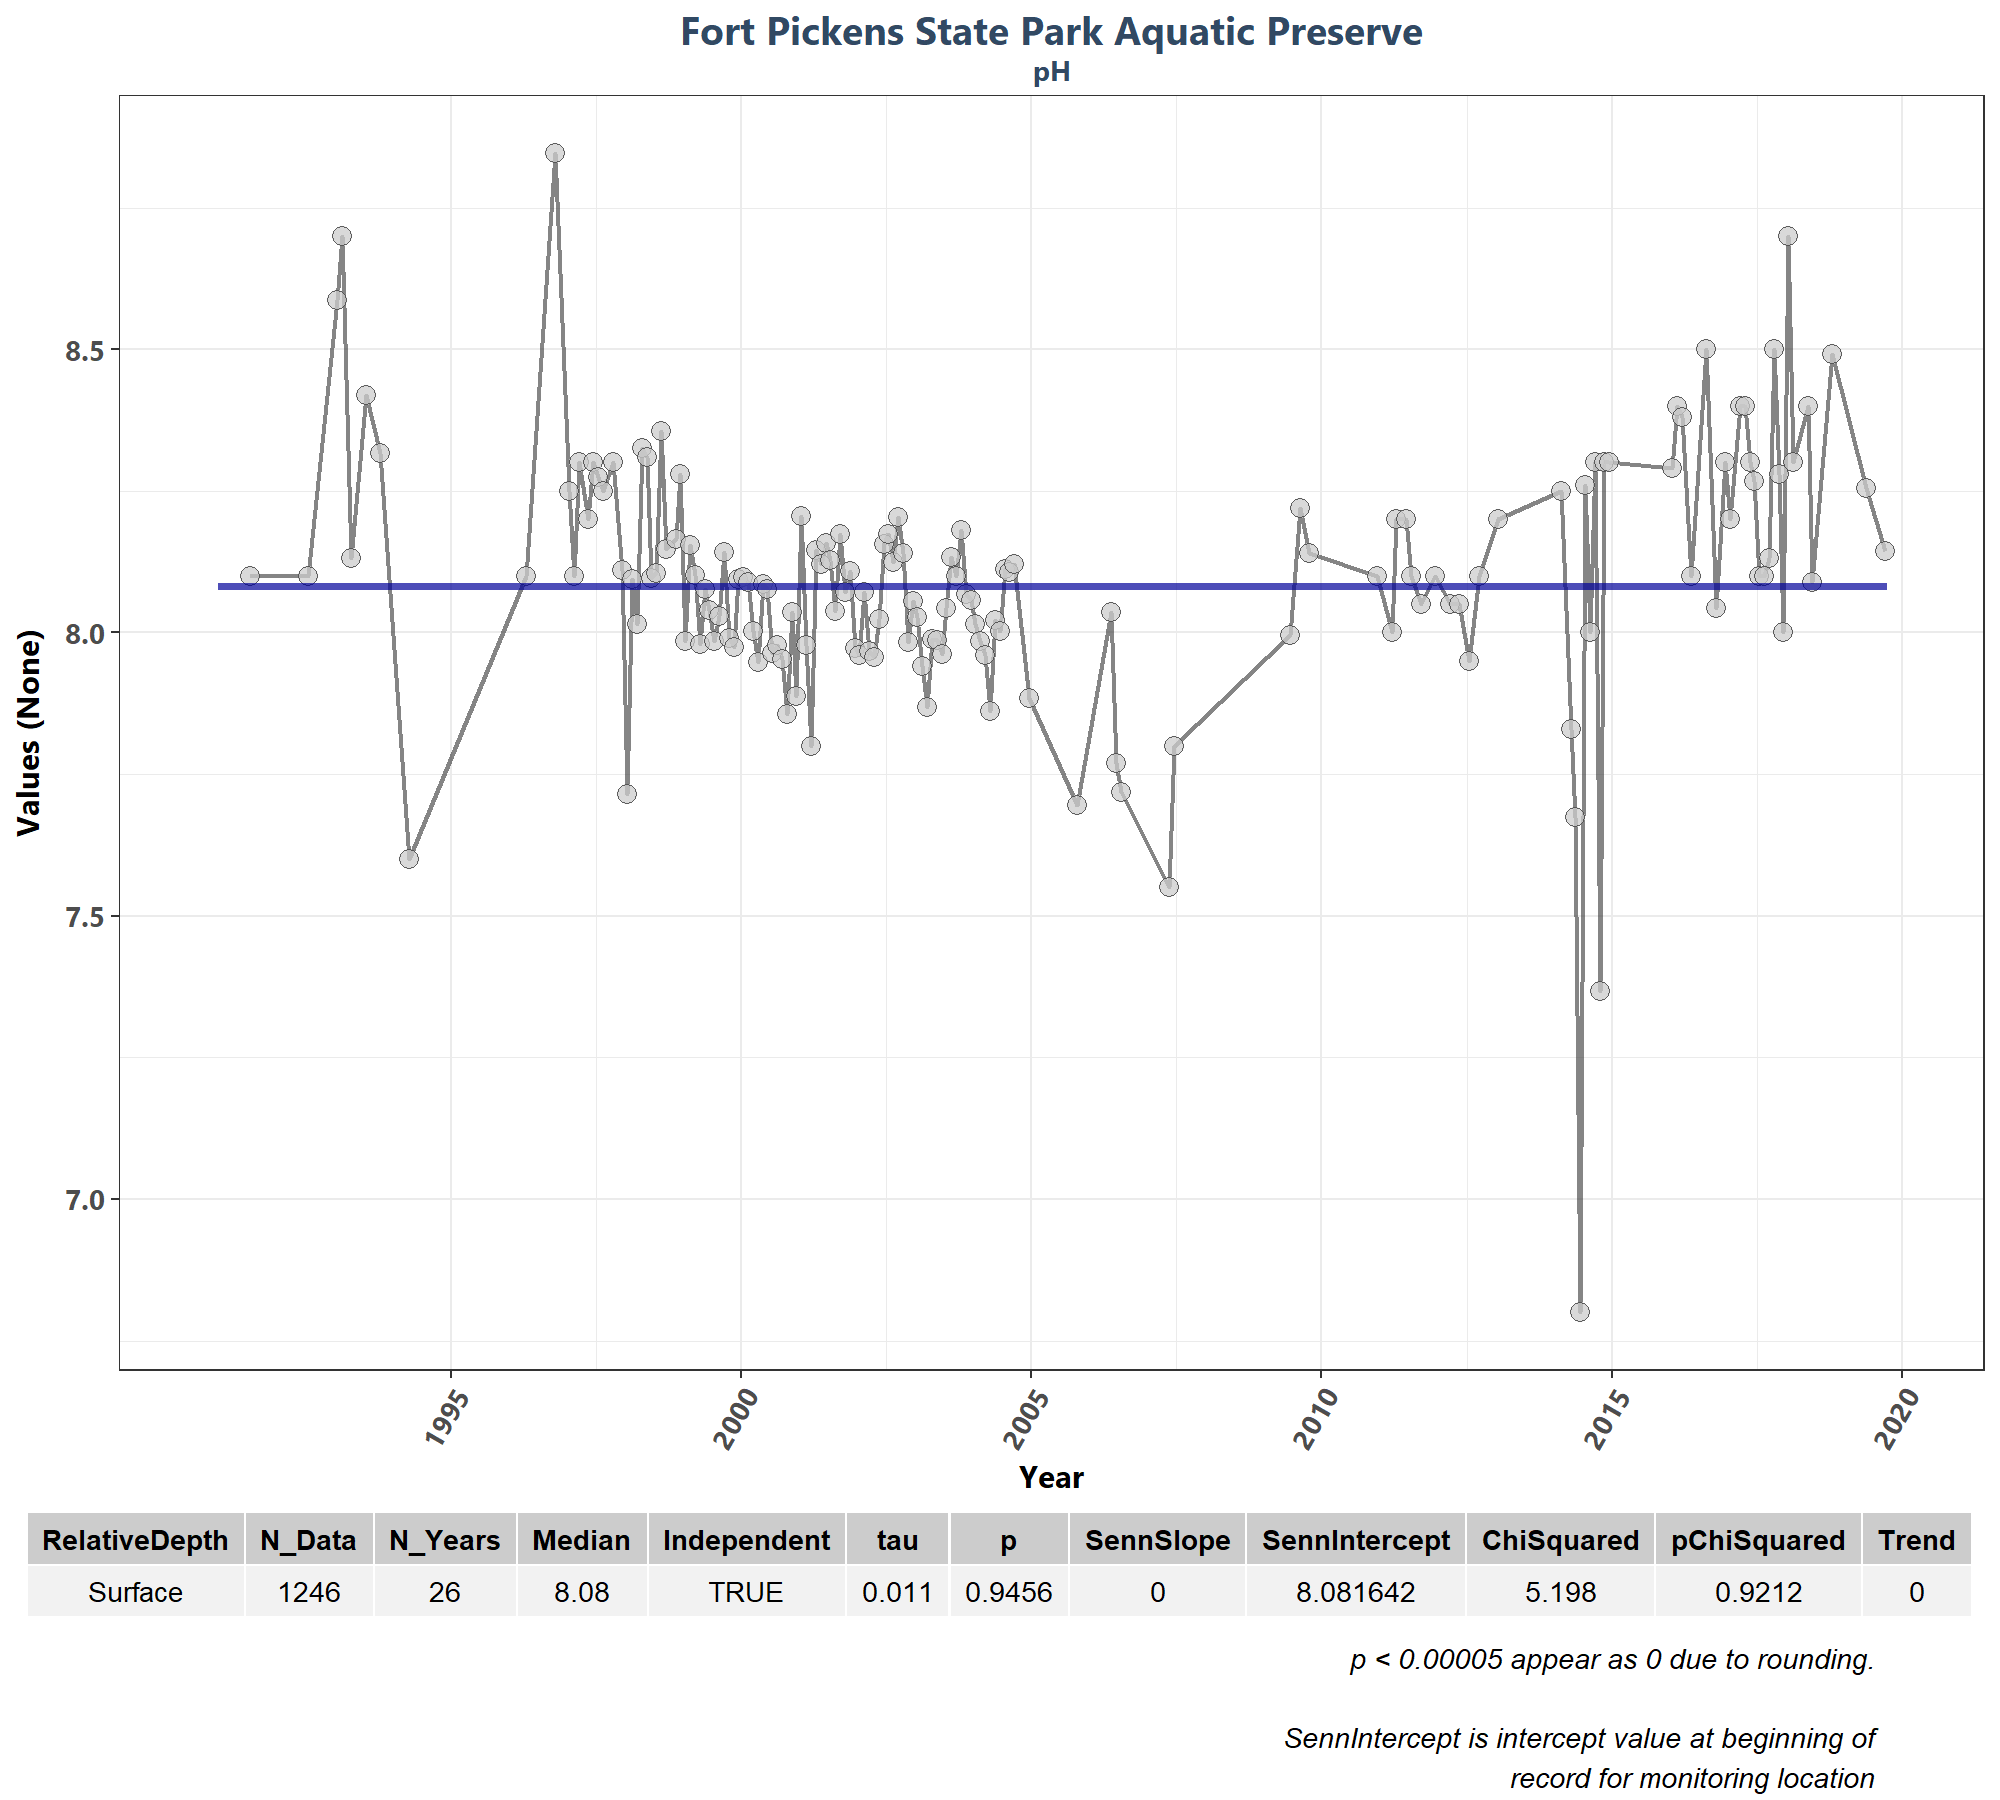 Fort Pickens State Park Aquatic Preserve
pH
Values (None)
8.5
8.0
7.5
7.0
1995
2000
2005
2010
2015
2020
Year
RelativeDepth N_Data N_Years Median Independent tau p SennSlope SennIntercept ChiSquared pChiSquared Trend
Surface 1246 26 8.08 TRUE 0.011 0.9456 0 8.081642 5.198 0.9212 0
p < 0.00005 appear as 0 due to rounding.
SennIntercept is intercept value at beginning of
record for monitoring location